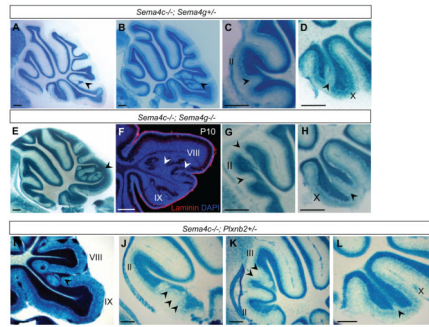 Sema4c-/-; Sema4g+/-
A B C D
II
X
Sema4c-/-; Sema4g-/-
E F P10 G H
VIII
II
IX
X
Laminin DAPI
Sema4c-/-; Plxnb2+/-
J K L
VIII
III
II
IX
II
X